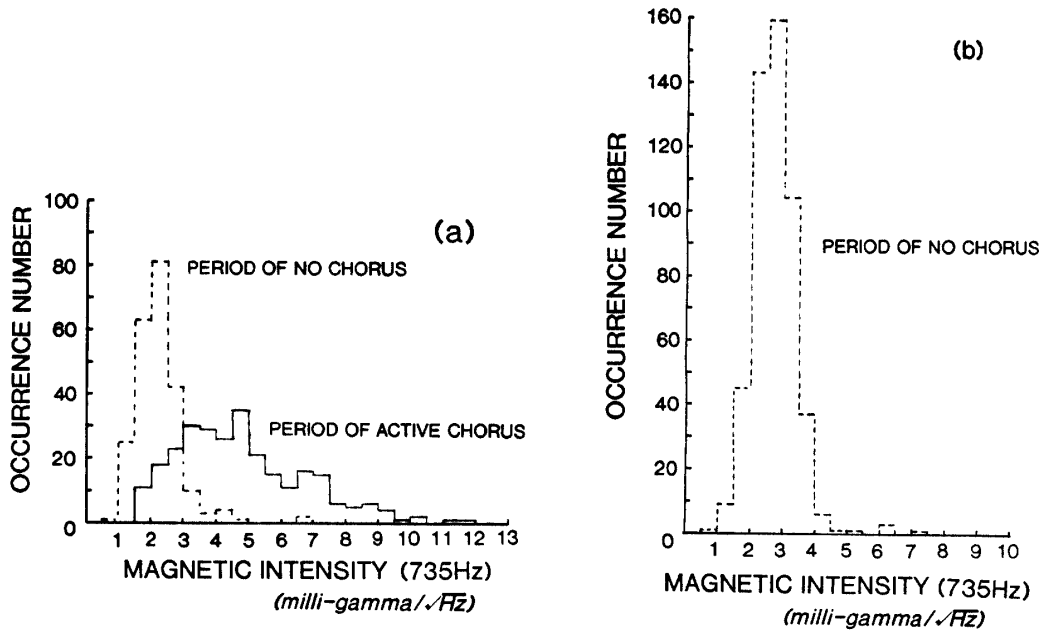 (a)
OCCURRENCE NUMBER
100
80
60
40
20
0
PERIOD OF NO CHORUS
PERIOD OF ACTIVE CHORUS
1 2 3 4 5 6 7 8 9 10 11 12 13
MAGNETIC INTENSITY (735Hz)
(milli-gamma/√Hz)
(b)
OCCURRENCE NUMBER
160
140
120
100
80
60
40
20
0
PERIOD OF NO CHORUS
1 2 3 4 5 6 7 8 9 10
MAGNETIC INTENSITY (735Hz)
(milli-gamma/√Hz)